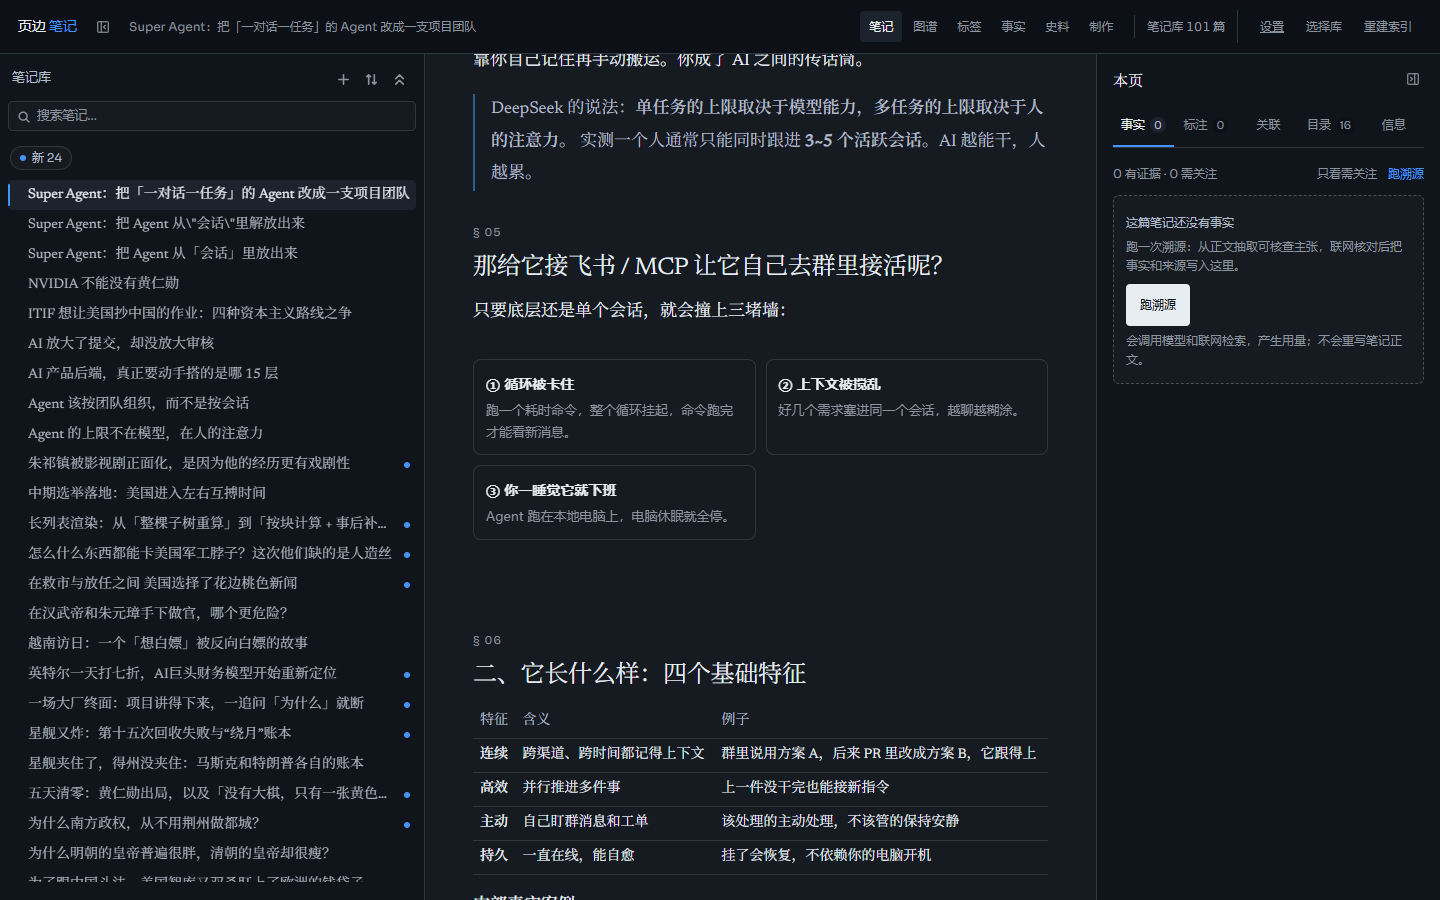 页边 笔记
Super Agent：把「一对话一任务」的 Agent 改成一支项目团队
笔记
图谱
标签
事实
史料
制作
笔记库 101 篇
设置
选择库
重建索引
笔记库
搜索笔记...
新 24
Super Agent：把「一对话一任务」的 Agent 改成一支项目团队
Super Agent：把 Agent 从\"会话\"里解放出来
Super Agent：把 Agent 从「会话」里放出来
NVIDIA 不能没有黄仁勋
ITIF 想让美国抄中国的作业：四种资本主义路线之争
AI 放大了提交，却没放大审核
AI 产品后端，真正要动手搭的是哪 15 层
Agent 该按团队组织，而不是按会话
Agent 的上限不在模型，在人的注意力
朱祁镇被影视剧正面化，是因为他的经历更有戏剧性
中期选举落地：美国进入左右互搏时间
长列表渲染：从「整棵子树重算」到「按块计算 + 事后补...
怎么什么东西都能卡美国军工脖子？这次他们缺的是人造丝
在救市与放任之间 美国选择了花边桃色新闻
在汉武帝和朱元璋手下做官，哪个更危险？
越南访日：一个「想白嫖」被反向白嫖的故事
英特尔一天打七折，AI巨头财务模型开始重新定位
一场大厂终面：项目讲得下来，一追问「为什么」就断
星舰又炸：第十五次回收失败与“绕月”账本
星舰夹住了，得州没夹住：马斯克和特朗普各自的账本
五天清零：黄仁勋出局，以及「没有大棋，只有一张黄色...
为什么南方政权，从不用荆州做都城？
为什么明朝的皇帝普遍很胖，清朝的皇帝却很瘦？
靠你自己记住再手动搬运。你成了 AI 之间的传话筒。
DeepSeek 的说法：单任务的上限取决于模型能力，多任务的上限取决于人
的注意力。 实测一个人通常只能同时跟进 3~5 个活跃会话。AI 越能干，人
越累。
§ 05
那给它接飞书 / MCP 让它自己去群里接活呢？
只要底层还是单个会话，就会撞上三堵墙：
① 循环被卡住
跑一个耗时命令，整个循环挂起，命令跑完
才能看新消息。
② 上下文被搅乱
好几个需求塞进同一个会话，越聊越糊涂。
③ 你一睡觉它就下班
Agent 跑在本地电脑上，电脑休眠就全停。
§ 06
二、它长什么样：四个基础特征
特征 含义 例子
连续 跨渠道、跨时间都记得上下文 群里说用方案 A，后来 PR 里改成方案 B，它跟得上
高效 并行推进多件事 上一件没干完也能接新指令
主动 自己盯群消息和工单 该处理的主动处理，不该管的保持安静
持久 一直在线，能自愈 挂了会恢复，不依赖你的电脑开机
本页
事实 0
标注 0
关联
目录 16
信息
0 有证据 · 0 需关注
只看需关注 跑溯源
这篇笔记还没有事实
跑一次溯源：从正文抽取可核查主张，联网核对后把
事实和来源写入这里。
跑溯源
会调用模型和联网检索，产生用量；不会重写笔记正
文。